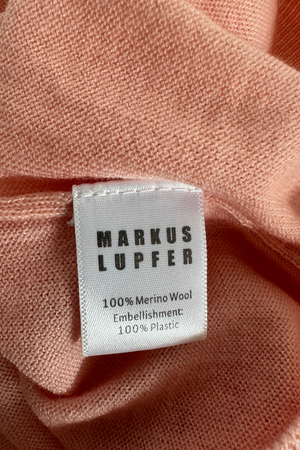 MARKUS
LUPFER
100% Merino Wool
Embellishment:
100% Plastic